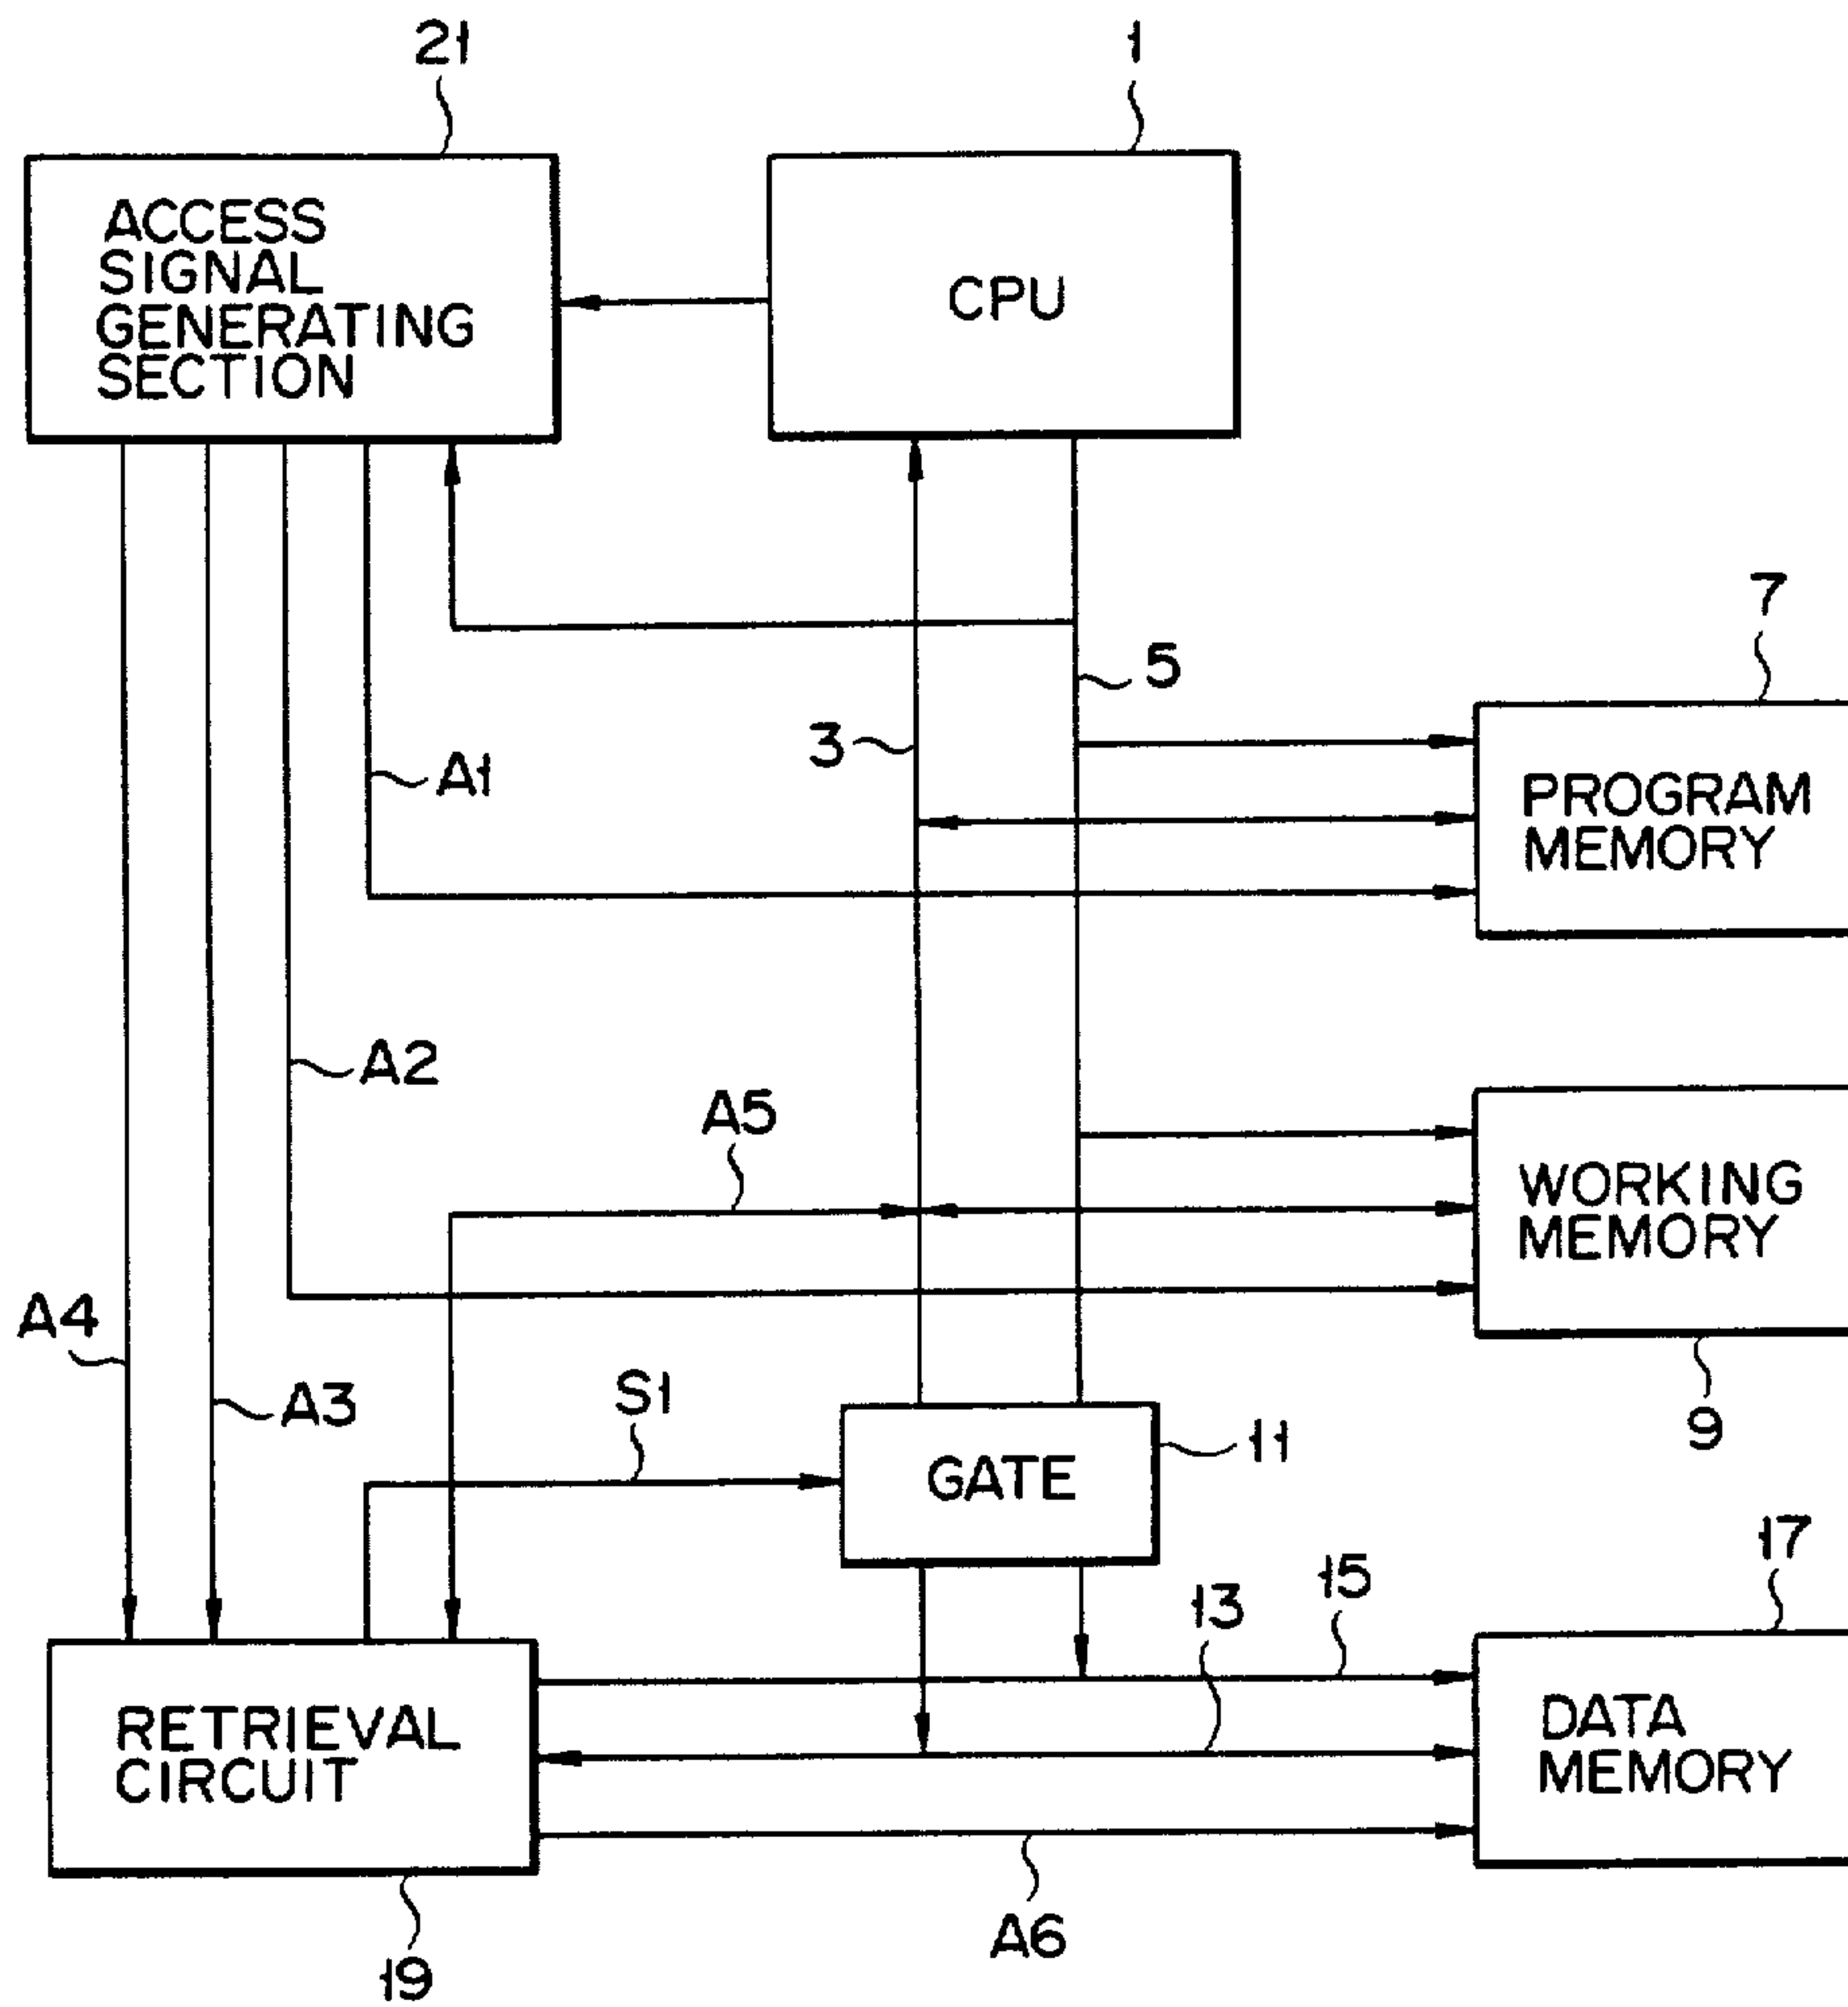 21
1
ACCESS
SIGNAL
GENERATING
SECTION
CPU
7
5
3
A1
PROGRAM
MEMORY
A2
A5
WORKING
MEMORY
A4
S1
A3
9
11
GATE
17
15
13
RETRIEVAL
CIRCUIT
DATA
MEMORY
A6
19